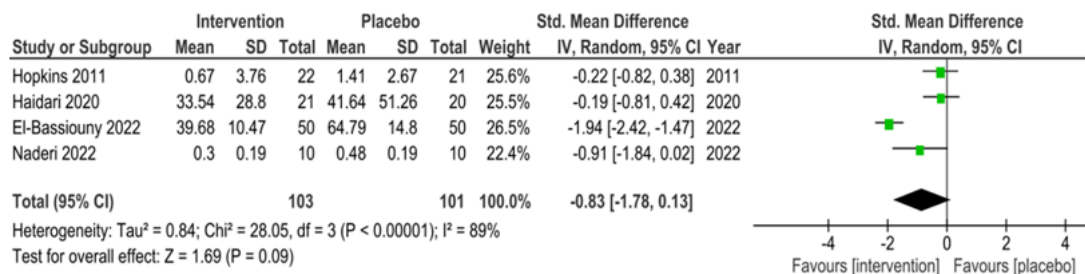 Intervention Placebo Std. Mean Difference Std. Mean Difference
Study or Subgroup Mean SD Total Mean SD Total Weight IV, Random, 95% CI Year IV, Random, 95% CI
Hopkins 2011 0.67 3.76 22 1.41 2.67 21 25.6% -0.22 [-0.82, 0.38] 2011
Haidari 2020 33.54 28.8 21 41.64 51.26 20 25.5% -0.19 [-0.81, 0.42] 2020
El-Bassiouny 2022 39.68 10.47 50 64.79 14.8 50 26.5% -1.94 [-2.42, -1.47] 2022
Naderi 2022 0.3 0.19 10 0.48 0.19 10 22.4% -0.91 [-1.84, 0.02] 2022
Total (95% CI) 103 101 100.0% -0.83 [-1.78, 0.13]
Heterogeneity: Tau² = 0.84; Chi² = 28.05, df = 3 (P < 0.00001); I² = 89%
Test for overall effect: Z = 1.69 (P = 0.09)
-4 -2 0 2 4
Favours [intervention] Favours [placebo]